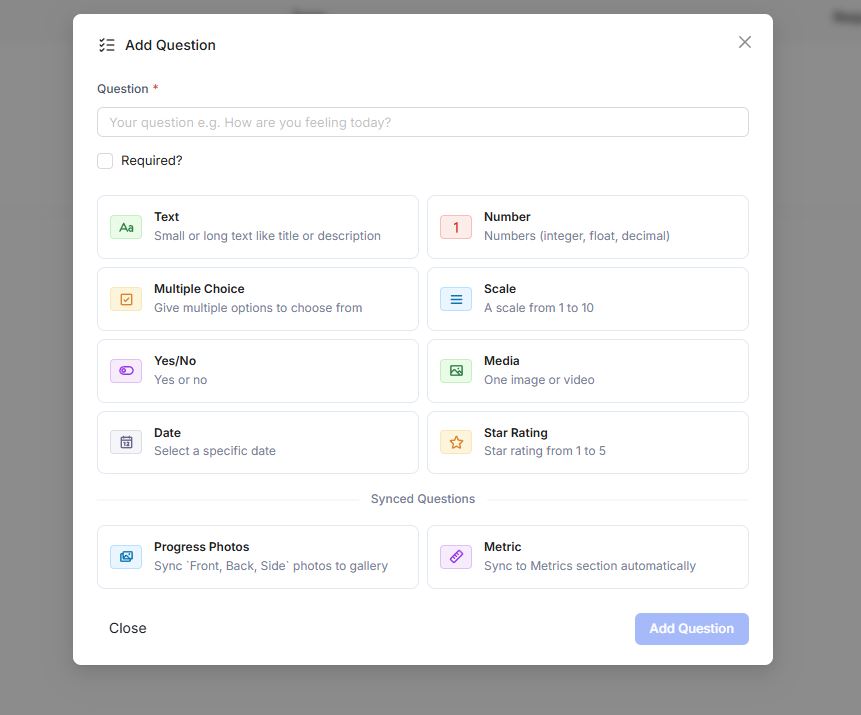 Add Question
Question *
Your question e.g. How are you feeling today?
Required?
Aa
Text
Small or long text like title or description
1
Number
Numbers (integer, float, decimal)
Multiple Choice
Give multiple options to choose from
Scale
A scale from 1 to 10
Yes/No
Yes or no
Media
One image or video
12
Date
Select a specific date
Star Rating
Star rating from 1 to 5
Synced Questions
Progress Photos
Sync `Front, Back, Side` photos to gallery
Metric
Sync to Metrics section automatically
Close
Add Question